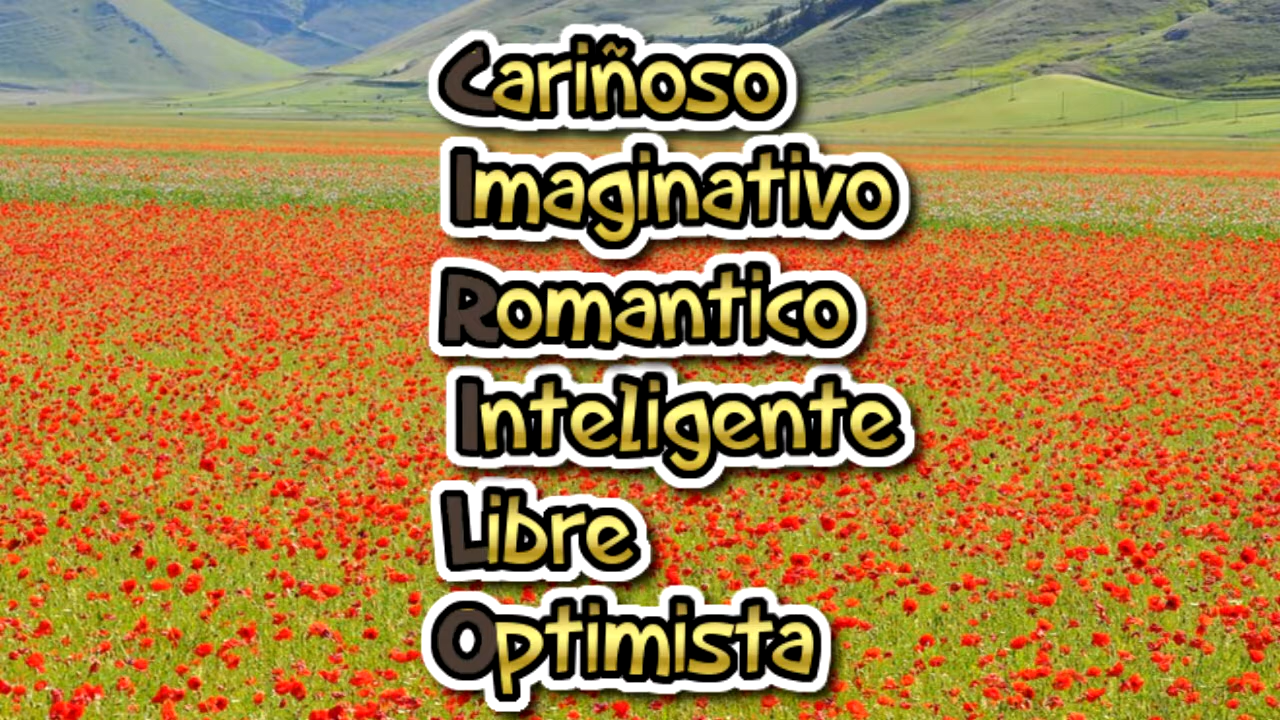 Cariñoso
Imaginativo
Romantico
Inteligente
Libre
Optimista